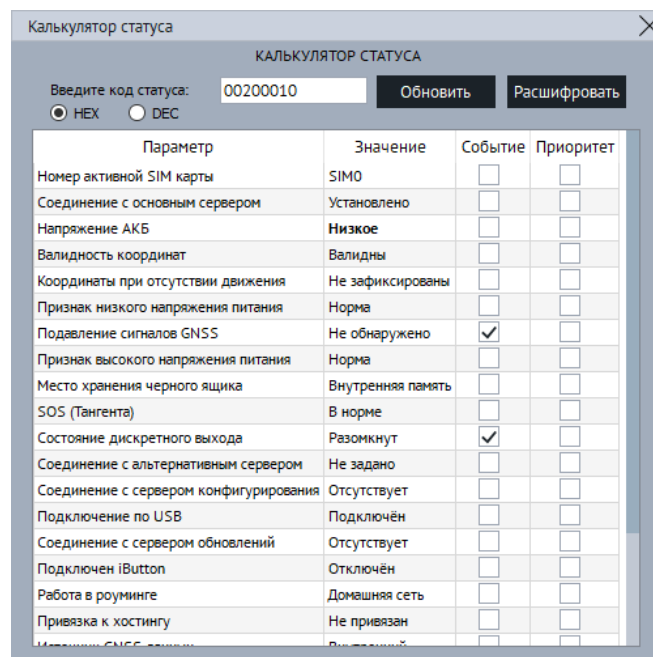 Калькулятор статуса
КАЛЬКУЛЯТОР СТАТУСА
Введите код статуса: 00200010 Обновить Расшифровать
HEX DEC
Параметр Значение Событие Приоритет
Номер активной SIM карты SIM0
Соединение с основным сервером Установлено
Напряжение АКБ Низкое
Валидность координат Валидны
Координаты при отсутствии движения Не зафиксированы
Признак низкого напряжения питания Норма
Подавление сигналов GNSS Не обнаружено
Признак высокого напряжения питания Норма
Место хранения черного ящика Внутренняя память
SOS (Тангента) В норме
Состояние дискретного выхода Разомкнут
Соединение с альтернативным сервером Не задано
Соединение с сервером конфигурирования Отсутствует
Подключение по USB Подключён
Соединение с сервером обновлений Отсутствует
Подключен iButton Отключён
Работа в роуминге Домашняя сеть
Привязка к хостингу Не привязан